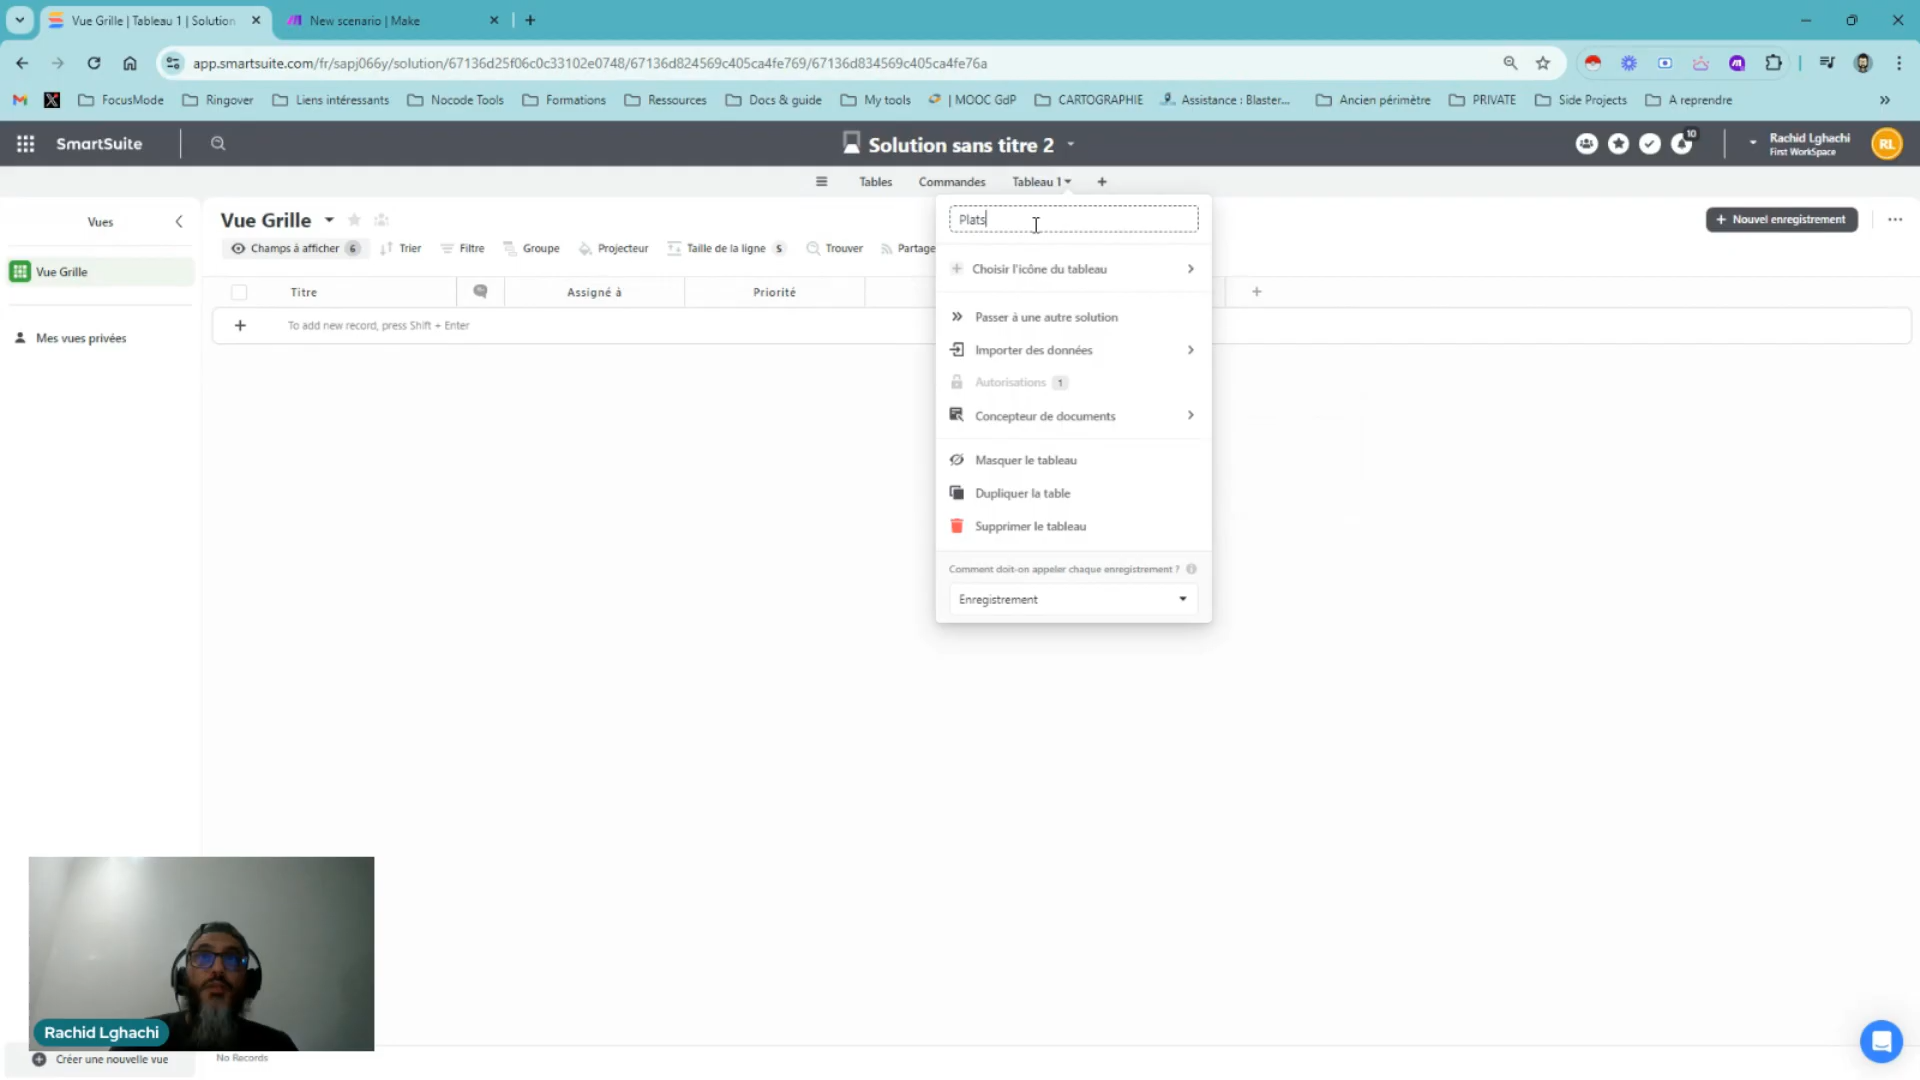 Vue Grille | Tableau 1 | Solution
New scenario | Make
app.smartsuite.com/fr/sapj066y/solution/67136d25f06c0c33102e0748/67136d824569c405ca4fe769/67136d834569c405ca4fe76a
FocusMode
Ringover
Liens intéressants
Nocode Tools
Formations
Ressources
Docs & guide
My tools
| MOOC GdP
CARTOGRAPHIE
Assistance : Blaster...
Ancien périmètre
PRIVATE
Side Projects
A reprendre
SmartSuite
Solution sans titre 2
10
Rachid Lghachi
First WorkSpace
RL
Tables
Commandes
Tableau 1
Vues
Vue Grille
Mes vues privées
Vue Grille
Nouvel enregistrement
Champs à afficher 6
Trier
Filtre
Groupe
Projecteur
Taille de la ligne S
Trouver
Partage
Titre
Assigné à
Priorité
To add new record, press Shift + Enter
Plats
Choisir l'icône du tableau
Passer à une autre solution
Importer des données
Autorisations 1
Concepteur de documents
Masquer le tableau
Dupliquer la table
Supprimer le tableau
Comment doit-on appeler chaque enregistrement ?
Enregistrement
Rachid Lghachi
Créer une nouvelle vue
No Records